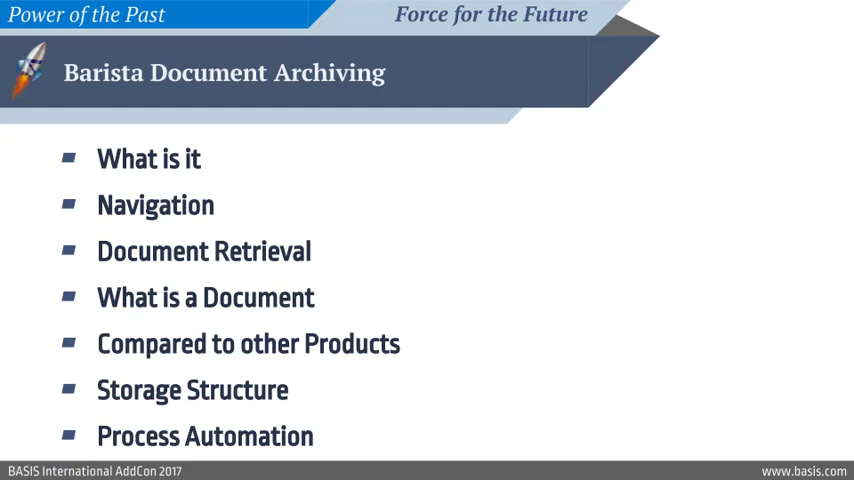 Power of the Past
Force for the Future
Barista Document Archiving
What is it
Navigation
Document Retrieval
What is a Document
Compared to other Products
Storage Structure
Process Automation
BASIS International AddCon 2017
www.basis.com